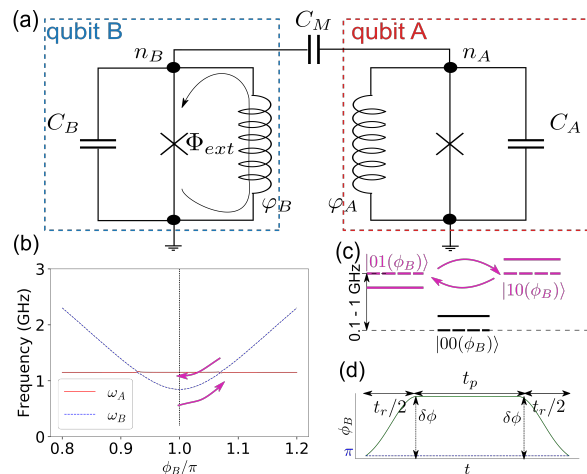 (a)
qubit B
C_M
qubit A
n_B
n_A
C_B
Φ_ext
C_A
φ_B
φ_A
(b)
Frequency (GHz)
3
2
1
0
ω_A
ω_B
0.8
0.9
1.0
1.1
1.2
ϕ_B/π
(c)
|01(ϕ_B)⟩
|10(ϕ_B)⟩
0.1 - 1 GHz
|00(ϕ_B)⟩
(d)
t_p
t_r/2
t_r/2
δϕ
δϕ
ϕ_B
π
t